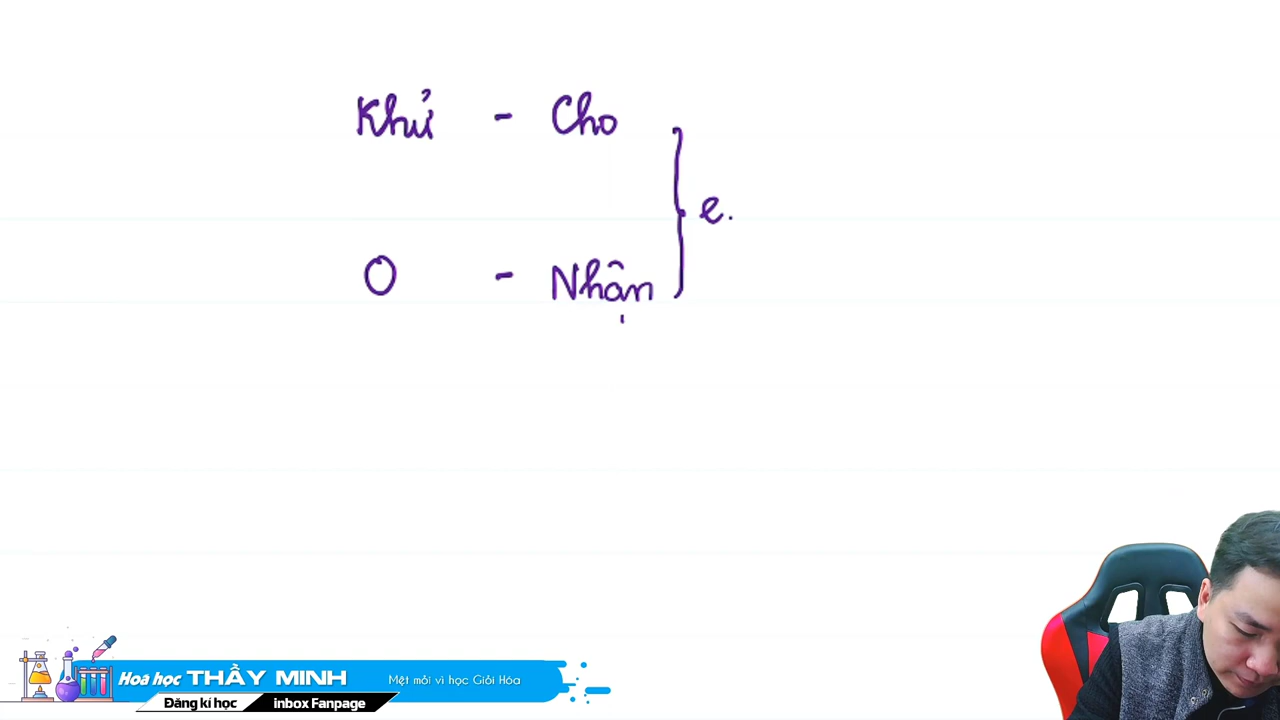 Khử - Cho
e.
O - Nhận
Hoá học THẦY MINH
Mệt mỏi vì học Giỏi Hóa
Đăng kí học
inbox Fanpage